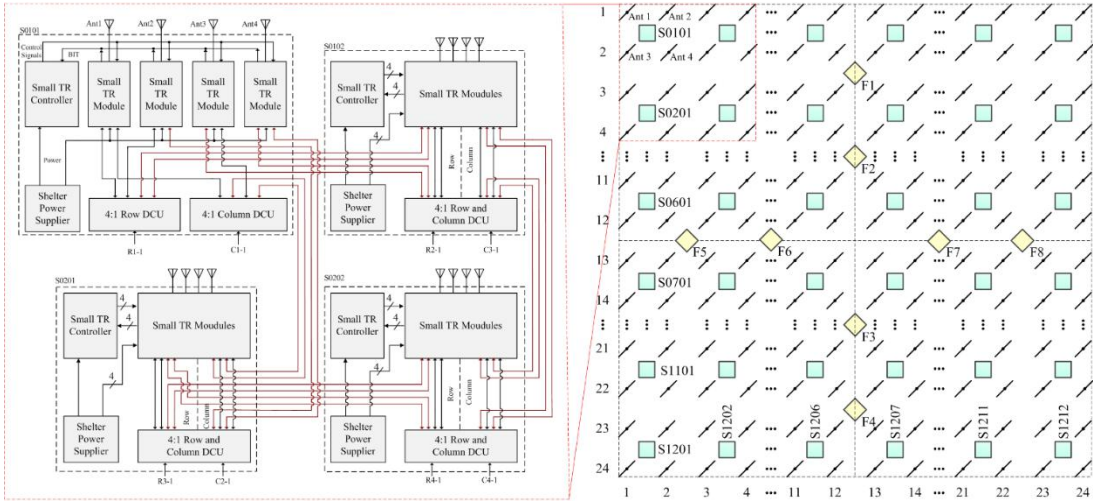 Ant1 Ant2 Ant3 Ant4
S0101
Control
Signals
BIT
Small TR
Controller
Small
TR
Module
Small
TR
Module
Small
TR
Module
Small
TR
Module
Power
Shelter
Power
Supplier
4:1 Row DCU
4:1 Column DCU
R1-1
C1-1
S0102
Small TR
Controller
4
4
4
Small TR Moudules
Row
Column
Shelter
Power
Supplier
4:1 Row and
Column DCU
R2-1
C3-1
S0201
Small TR
Controller
4
4
4
Small TR Moudules
Row
Column
Shelter
Power
Supplier
4:1 Row and
Column DCU
R3-1
C2-1
S0202
Small TR
Controller
4
4
4
Small TR Moudules
Row
Column
Shelter
Power
Supplier
4:1 Row and
Column DCU
R4-1
C4-1
1
Ant 1 Ant 2
S0101
2
Ant 3 Ant 4
F1
3
S0201
4
F2
11
S0601
12
F5 F6 F7 F8
13
S0701
14
F3
21
S1101
22
F4
23
S1201
S1202
S1206
S1207
S1211
S1212
24
1 2 3 4 ... 11 12 13 14 ... 21 22 23 24